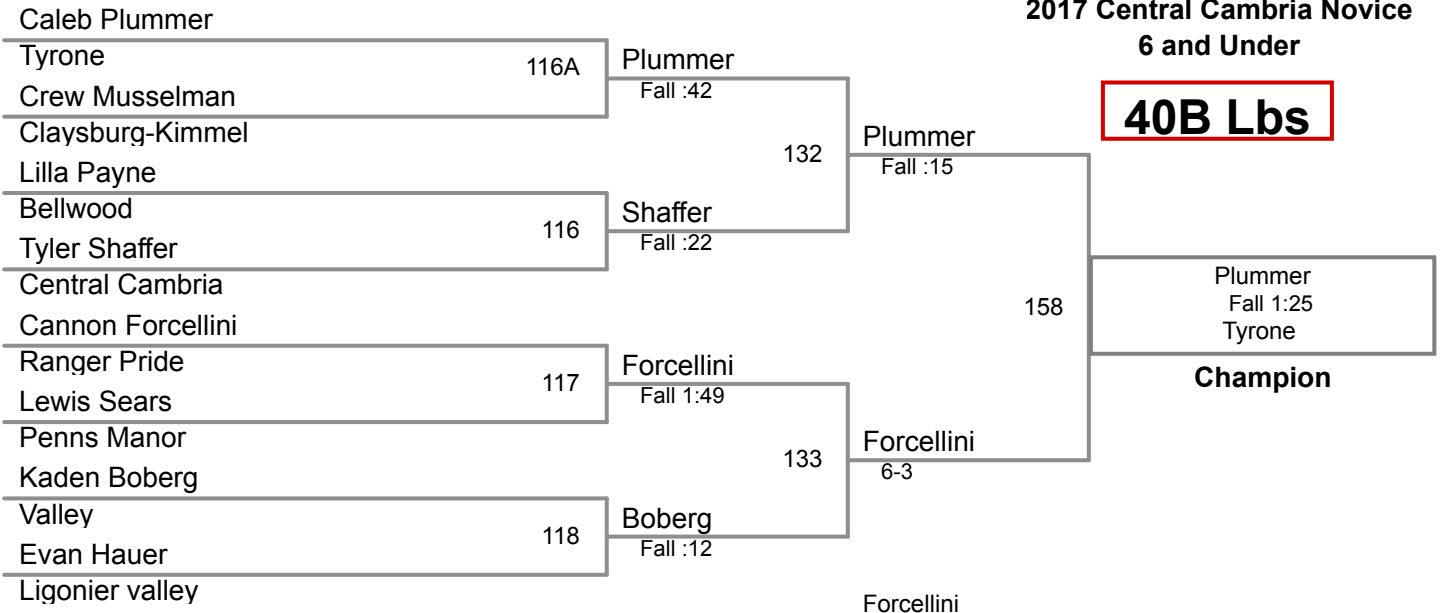 2017 Central Cambria Novice
6 and Under
40B Lbs
Caleb Plummer
Tyrone
116A
Crew Musselman
Claysburg-Kimmel
Plummer
Fall :42
132
Lilla Payne
Bellwood
116
Tyler Shaffer
Central Cambria
Shaffer
Fall :22
Plummer
Fall :15
158
Cannon Forcellini
Ranger Pride
117
Lewis Sears
Penns Manor
Forcellini
Fall 1:49
133
Kaden Boberg
Valley
118
Evan Hauer
Ligonier valley
Boberg
Fall :12
Forcellini
6-3
Plummer
Fall 1:25
Tyrone
Champion
Forcellini